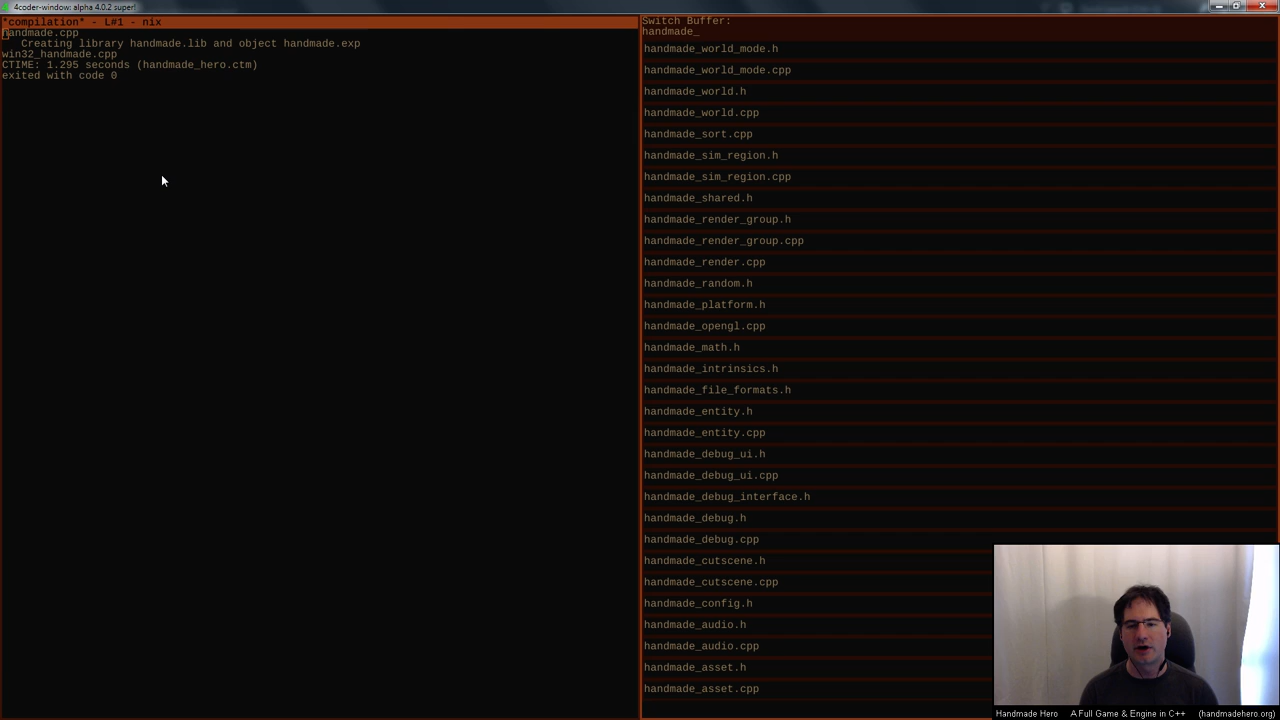 4coder-window: alpha 4.0.2 super!
*compilation* - L#1 - nix
handmade.cpp
Creating library handmade.lib and object handmade.exp
win32_handmade.cpp
CTIME: 1.295 seconds (handmade_hero.ctm)
exited with code 0
Switch Buffer:
handmade_
handmade_world_mode.h
handmade_world_mode.cpp
handmade_world.h
handmade_world.cpp
handmade_sort.cpp
handmade_sim_region.h
handmade_sim_region.cpp
handmade_shared.h
handmade_render_group.h
handmade_render_group.cpp
handmade_render.cpp
handmade_random.h
handmade_platform.h
handmade_opengl.cpp
handmade_math.h
handmade_intrinsics.h
handmade_file_formats.h
handmade_entity.h
handmade_entity.cpp
handmade_debug_ui.h
handmade_debug_ui.cpp
handmade_debug_interface.h
handmade_debug.h
handmade_debug.cpp
handmade_cutscene.h
handmade_cutscene.cpp
handmade_config.h
handmade_audio.h
handmade_audio.cpp
handmade_asset.h
handmade_asset.cpp
Handmade Hero A Full Game & Engine in C++ (handmadehero.org)